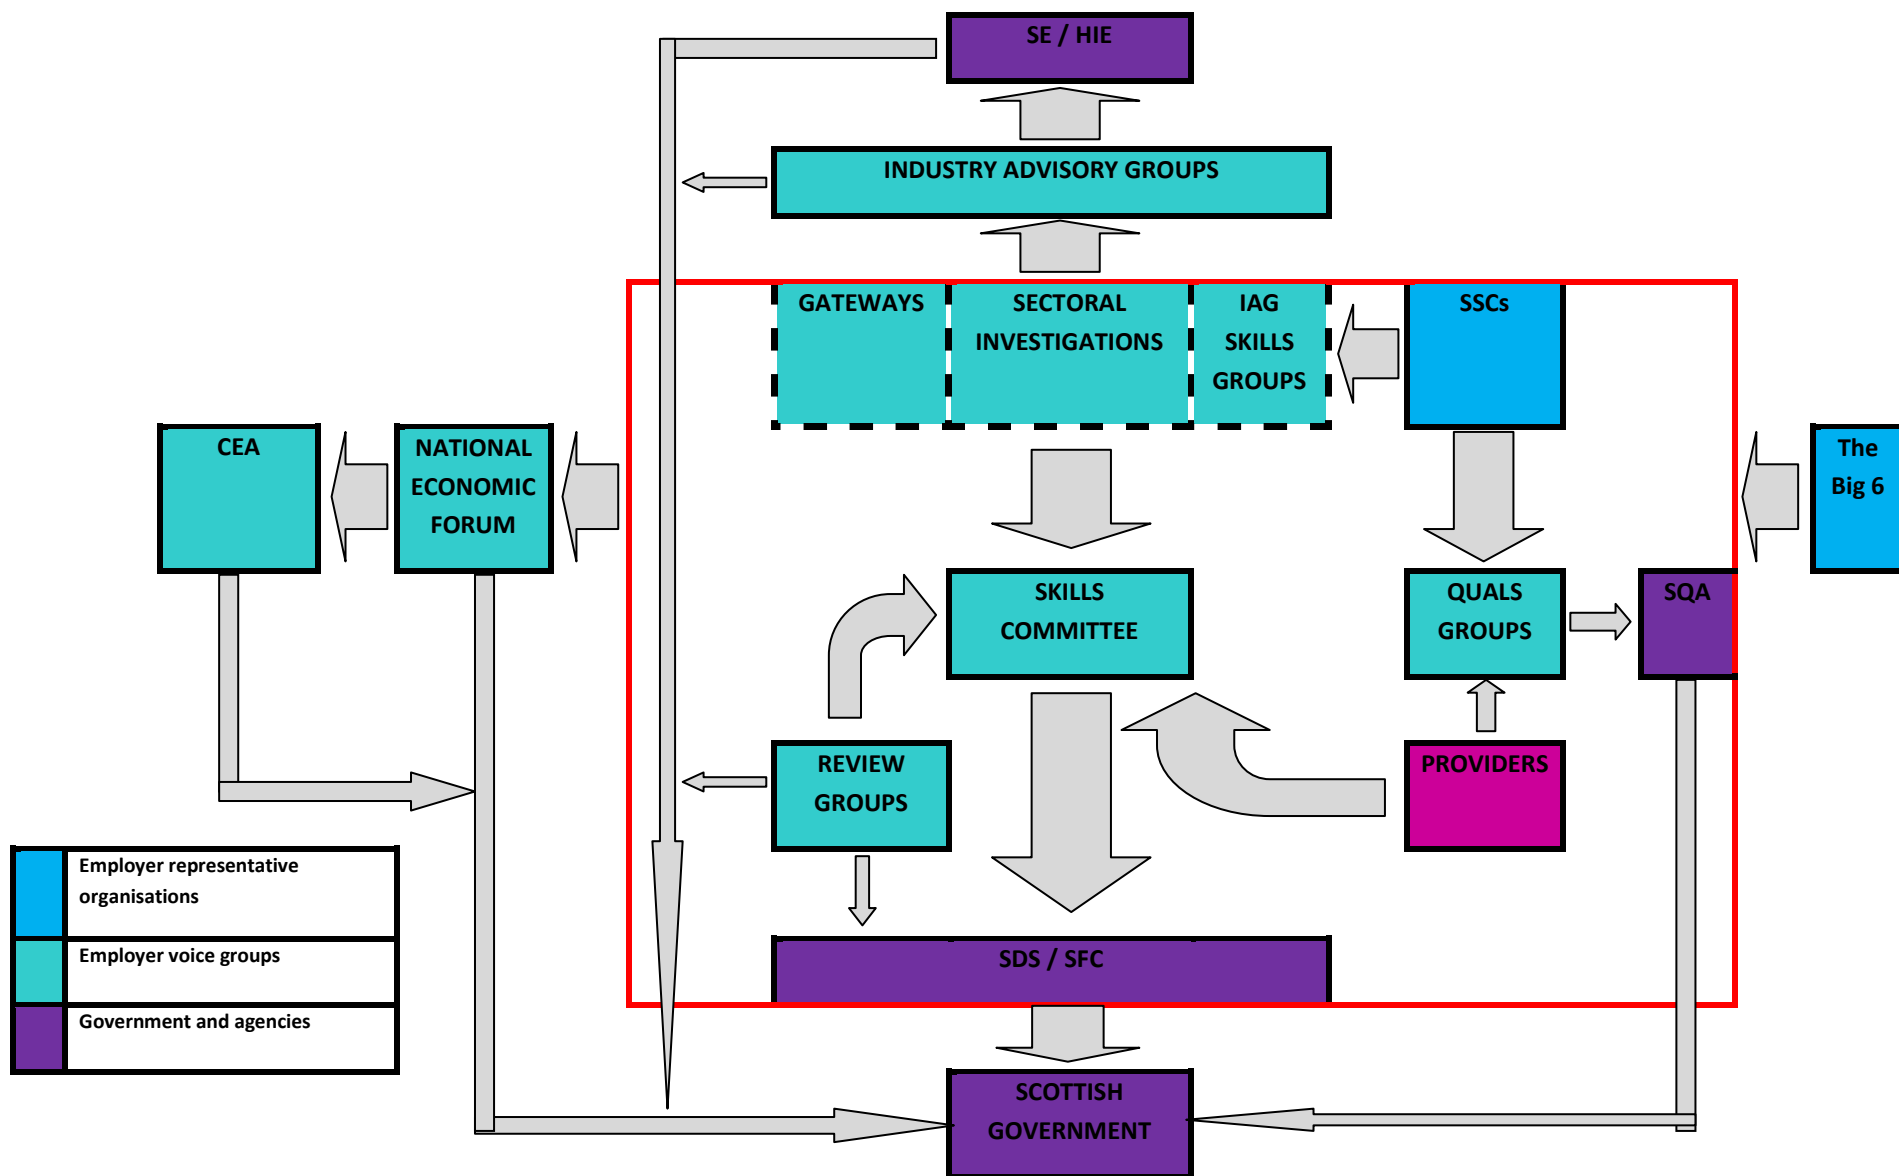 SE / HIE
INDUSTRY ADVISORY GROUPS
GATEWAYS
SECTORAL
INVESTIGATIONS
IAG
SKILLS
GROUPS
SSCs
CEA
NATIONAL
ECONOMIC
FORUM
The
Big 6
SKILLS
COMMITTEE
QUALS
GROUPS
SQA
REVIEW
GROUPS
PROVIDERS
Employer representative
organisations
Employer voice groups
Government and agencies
SDS / SFC
SCOTTISH
GOVERNMENT